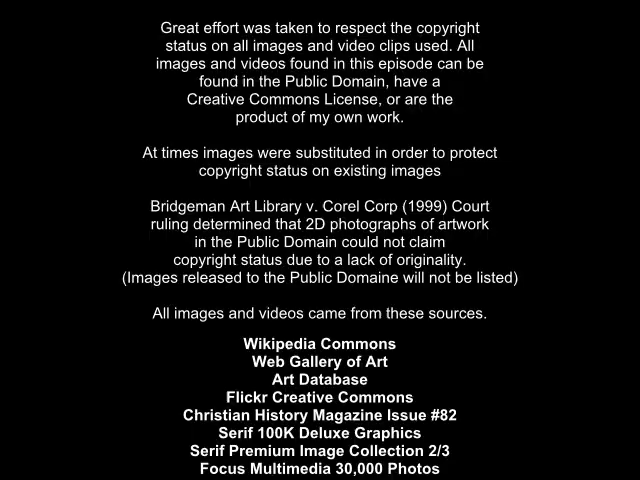 Great effort was taken to respect the copyright
status on all images and video clips used. All
images and videos found in this episode can be
found in the Public Domain, have a
Creative Commons License, or are the
product of my own work.
At times images were substituted in order to protect
copyright status on existing images
Bridgeman Art Library v. Corel Corp (1999) Court
ruling determined that 2D photographs of artwork
in the Public Domain could not claim
copyright status due to a lack of originality.
(Images released to the Public Domaine will not be listed)
All images and videos came from these sources.
Wikipedia Commons
Web Gallery of Art
Art Database
Flickr Creative Commons
Christian History Magazine Issue #82
Serif 100K Deluxe Graphics
Serif Premium Image Collection 2/3
Focus Multimedia 30,000 Photos